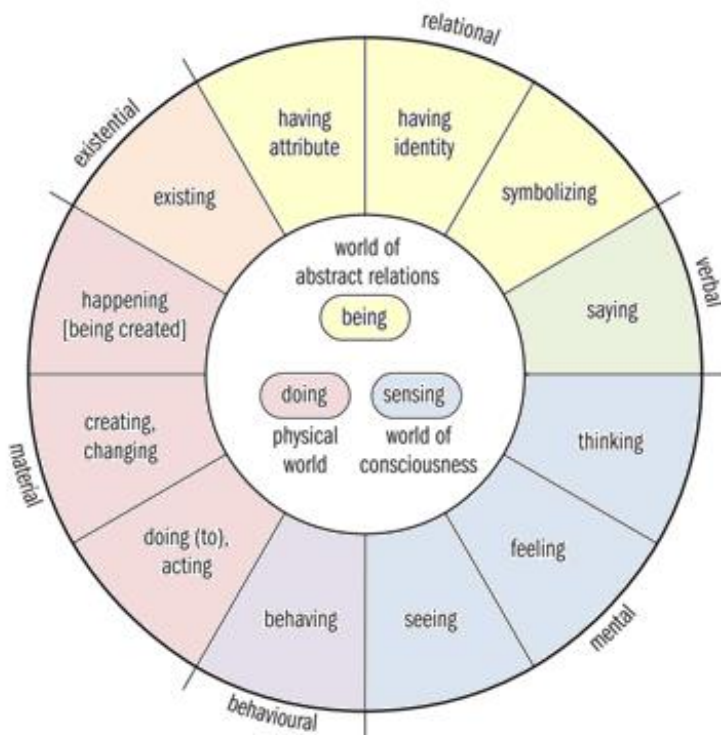 relational
existential
having
attribute
having
identity
existing
symbolizing
world of
abstract relations
being
verbal
happening
[being created]
saying
doing
sensing
physical
world
world of
consciousness
creating,
changing
thinking
material
doing (to),
acting
feeling
behaving
seeing
mental
behavioural